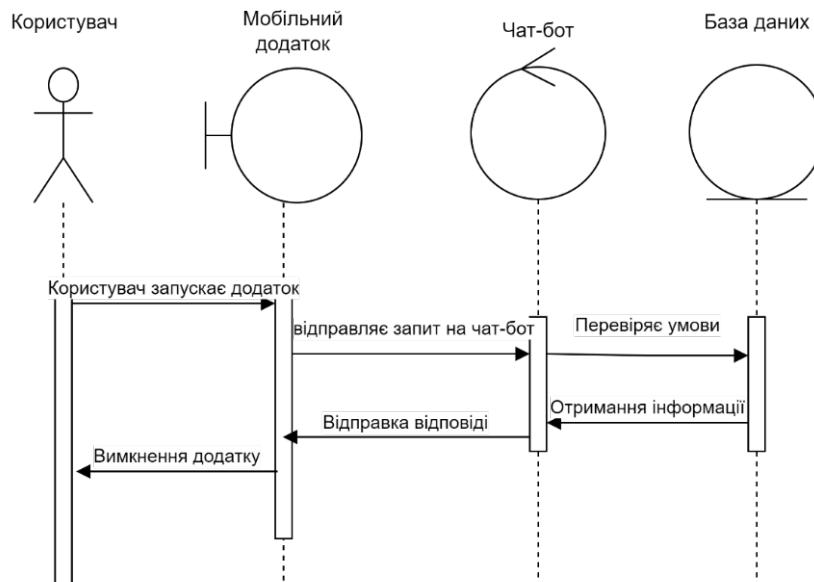 Користувач
Мобільний
додаток
Чат-бот
База даних
Користувач запускає додаток
відправляє запит на чат-бот
Перевіряє умови
Отримання інформації
Відправка відповіді
Вимкнення додатку